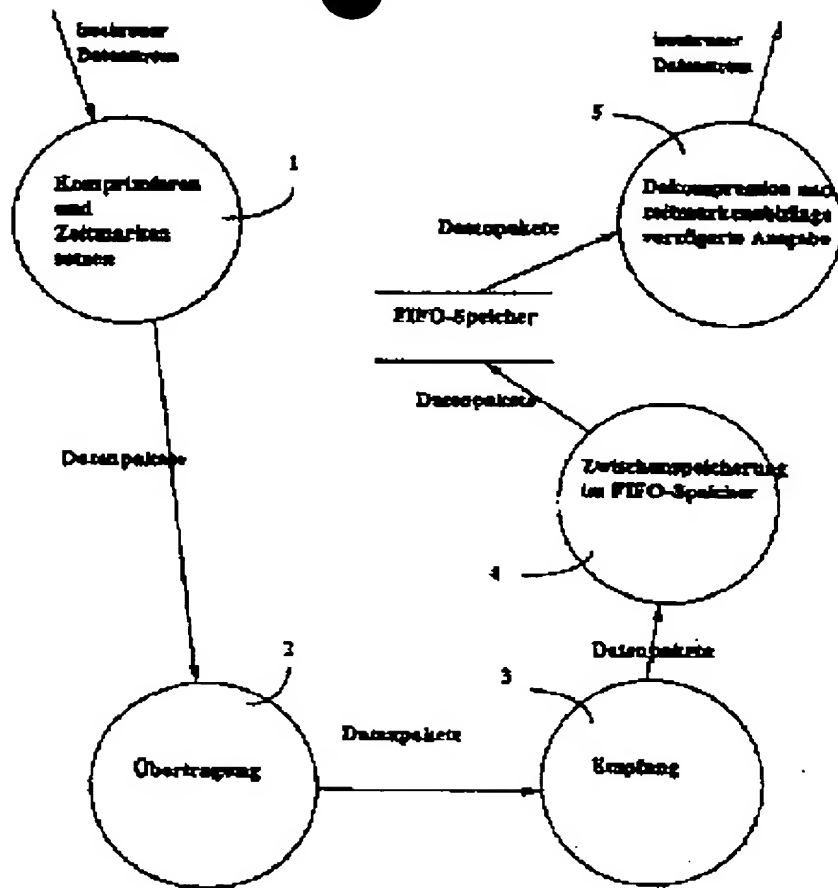 Datenstrom
1
Komprimieren
und
Zeitmarken
setzen
Datenpakete
2
Übertragung
Datenpakete
3
Empfang
Datenpakete
4
Zwischenspeicherung
im FIFO-Speicher
Datenpakete
FIFO-Speicher
Datenpakete
5
Dekompression und
zeitmarkenabhängig
verzögerte Ausgabe
Datenstrom